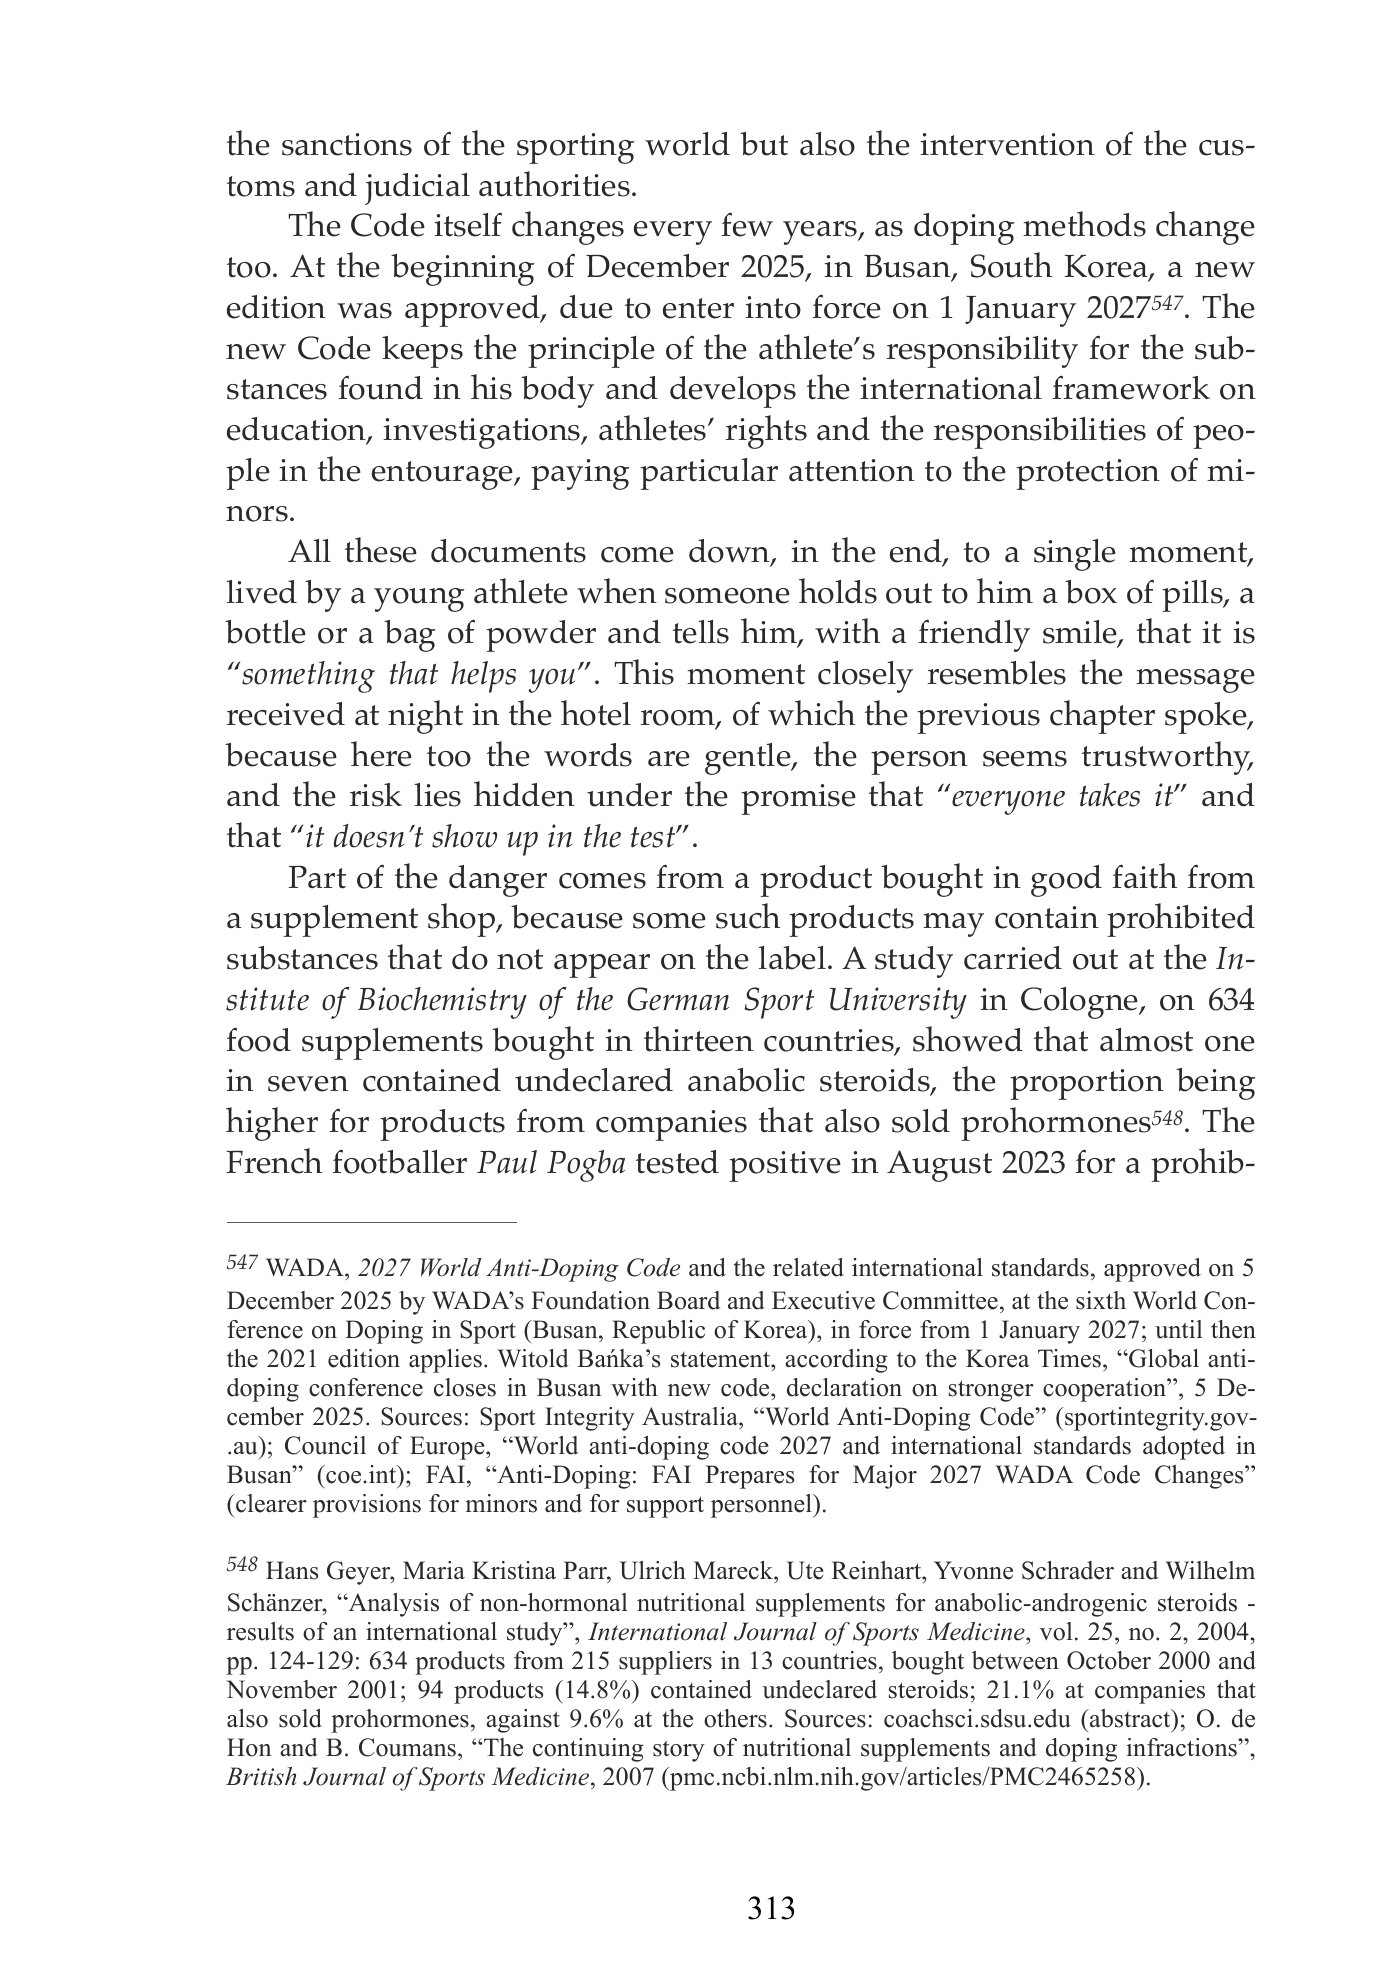 the sanctions of the sporting world but also the intervention of the cus-
toms and judicial authorities.
The Code itself changes every few years, as doping methods change
too. At the beginning of December 2025, in Busan, South Korea, a new
edition was approved, due to enter into force on 1 January 2027547. The
new Code keeps the principle of the athlete’s responsibility for the sub-
stances found in his body and develops the international framework on
education, investigations, athletes’ rights and the responsibilities of peo-
ple in the entourage, paying particular attention to the protection of mi-
nors.
All these documents come down, in the end, to a single moment,
lived by a young athlete when someone holds out to him a box of pills, a
bottle or a bag of powder and tells him, with a friendly smile, that it is
“something that helps you”. This moment closely resembles the message
received at night in the hotel room, of which the previous chapter spoke,
because here too the words are gentle, the person seems trustworthy,
and the risk lies hidden under the promise that “everyone takes it” and
that “it doesn’t show up in the test”.
Part of the danger comes from a product bought in good faith from
a supplement shop, because some such products may contain prohibited
substances that do not appear on the label. A study carried out at the In-
stitute of Biochemistry of the German Sport University in Cologne, on 634
food supplements bought in thirteen countries, showed that almost one
in seven contained undeclared anabolic steroids, the proportion being
higher for products from companies that also sold prohormones548. The
French footballer Paul Pogba tested positive in August 2023 for a prohib-
547 WADA, 2027 World Anti-Doping Code and the related international standards, approved on 5
December 2025 by WADA’s Foundation Board and Executive Committee, at the sixth World Con-
ference on Doping in Sport (Busan, Republic of Korea), in force from 1 January 2027; until then
the 2021 edition applies. Witold Bańka’s statement, according to the Korea Times, “Global anti-
doping conference closes in Busan with new code, declaration on stronger cooperation”, 5 De-
cember 2025. Sources: Sport Integrity Australia, “World Anti-Doping Code” (sportintegrity.gov-
.au); Council of Europe, “World anti-doping code 2027 and international standards adopted in
Busan” (coe.int); FAI, “Anti-Doping: FAI Prepares for Major 2027 WADA Code Changes”
(clearer provisions for minors and for support personnel).
548 Hans Geyer, Maria Kristina Parr, Ulrich Mareck, Ute Reinhart, Yvonne Schrader and Wilhelm
Schänzer, “Analysis of non-hormonal nutritional supplements for anabolic-androgenic steroids -
results of an international study”, International Journal of Sports Medicine, vol. 25, no. 2, 2004,
pp. 124-129: 634 products from 215 suppliers in 13 countries, bought between October 2000 and
November 2001; 94 products (14.8%) contained undeclared steroids; 21.1% at companies that
also sold prohormones, against 9.6% at the others. Sources: coachsci.sdsu.edu (abstract); O. de
Hon and B. Coumans, “The continuing story of nutritional supplements and doping infractions”,
British Journal of Sports Medicine, 2007 (pmc.ncbi.nlm.nih.gov/articles/PMC2465258).
313